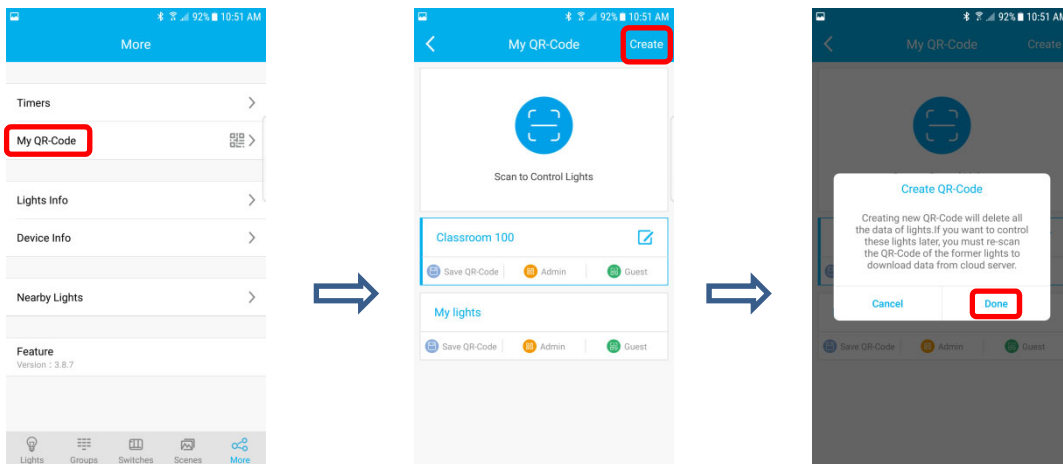 92% 10:51 AM
More
Timers
My QR-Code
Lights Info
Device Info
Nearby Lights
Feature
Version : 3.8.7
Lights Groups Switches Scenes More
92% 10:51 AM
My QR-Code Create
Scan to Control Lights
Classroom 100
Save QR-Code Admin Guest
My lights
Save QR-Code Admin Guest
92% 10:51 AM
My QR-Code Create
Create QR-Code
Creating new QR-Code will delete all
the data of lights.If you want to control
these lights later, you must re-scan
the QR-Code of the former lights to
download data from cloud server.
Cancel Done
Save QR-Code Admin Guest